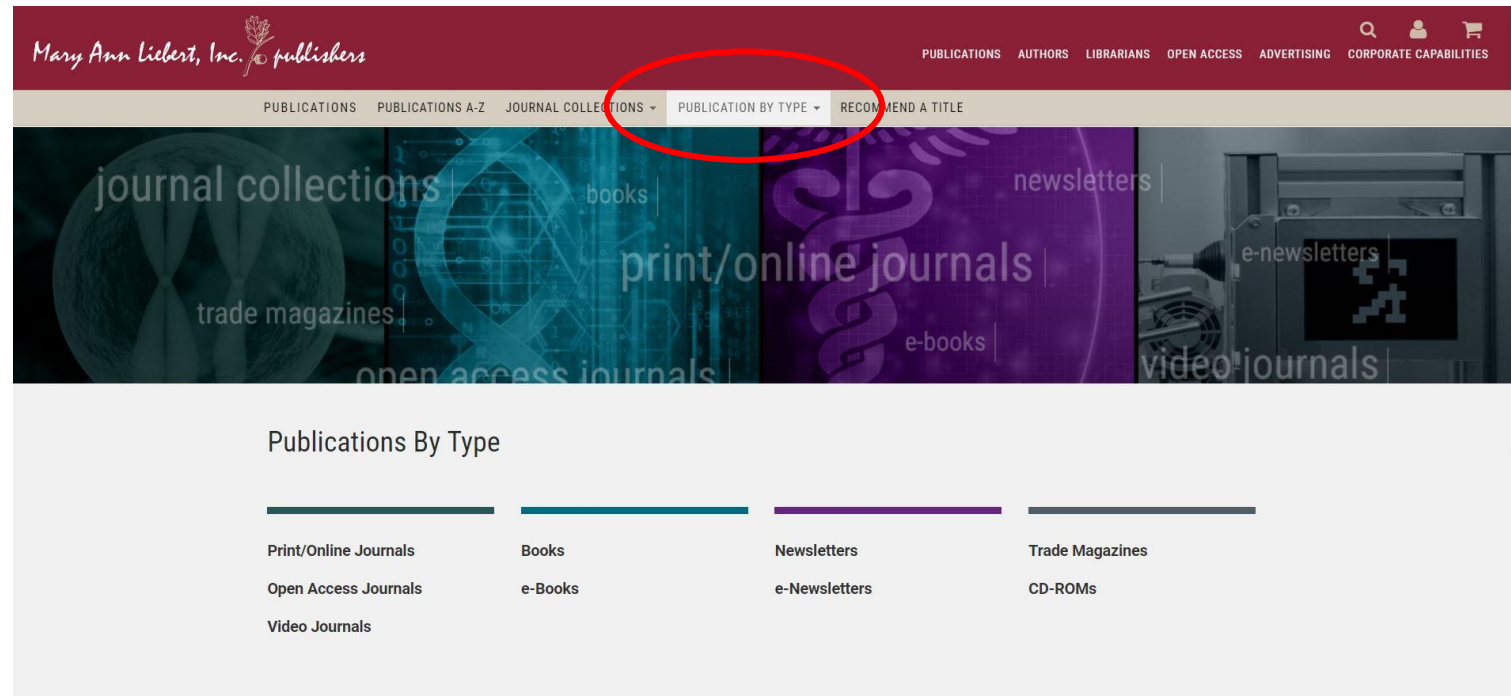 Mary Ann Liebert, Inc. publishers
PUBLICATIONS AUTHORS LIBRARIANS OPEN ACCESS ADVERTISING CORPORATE CAPABILITIES
PUBLICATIONS PUBLICATIONS A-Z JOURNAL COLLECTIONS PUBLICATION BY TYPE RECOMMEND A TITLE
journal collections
books
newsletters
print/online journals
e-newsletters
trade magazines
e-books
open access journals
video journals
Publications By Type
Print/Online Journals Books Newsletters Trade Magazines
Open Access Journals e-Books e-Newsletters CD-ROMs
Video Journals